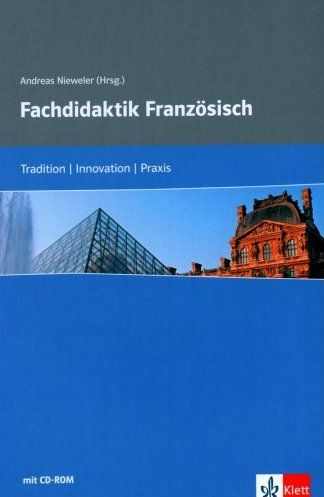 Andreas Nieweler (Hrsg.)
Fachdidaktik Französisch
Tradition | Innovation | Praxis
mit CD-ROM
Klett